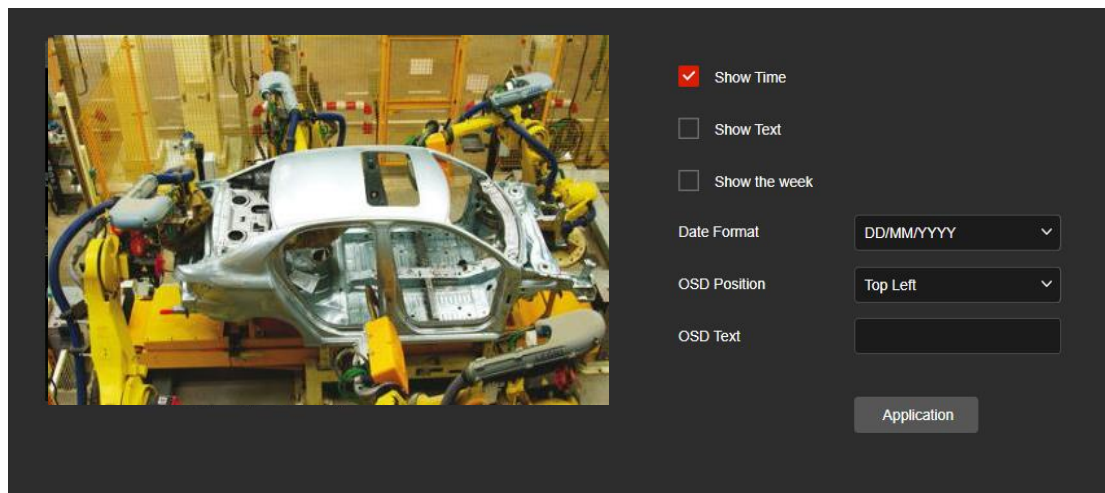 Show Time
Show Text
Show the week
Date Format
DD/MM/YYYY
OSD Position
Top Left
OSD Text
Application